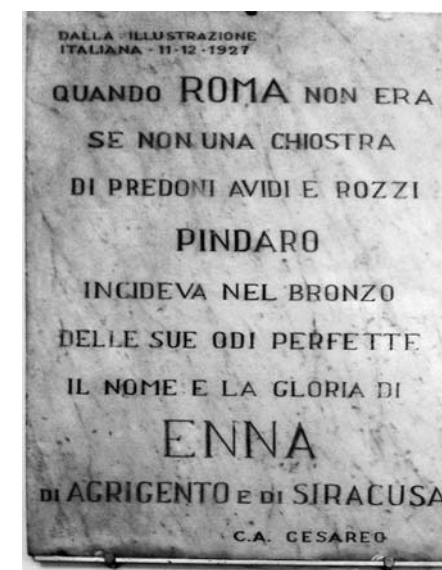 DALLA ILLUSTRAZIONE
ITALIANA - 11-12-1927
QUANDO ROMA NON ERA
SE NON UNA CHIOSTRA
DI PREDONI AVIDI E ROZZI
PINDARO
INCIDEVA NEL BRONZO
DELLE SUE ODI PERFETTE
IL NOME E LA GLORIA DI
ENNA
DI AGRIGENTO E DI SIRACUSA
C.A. CESAREO